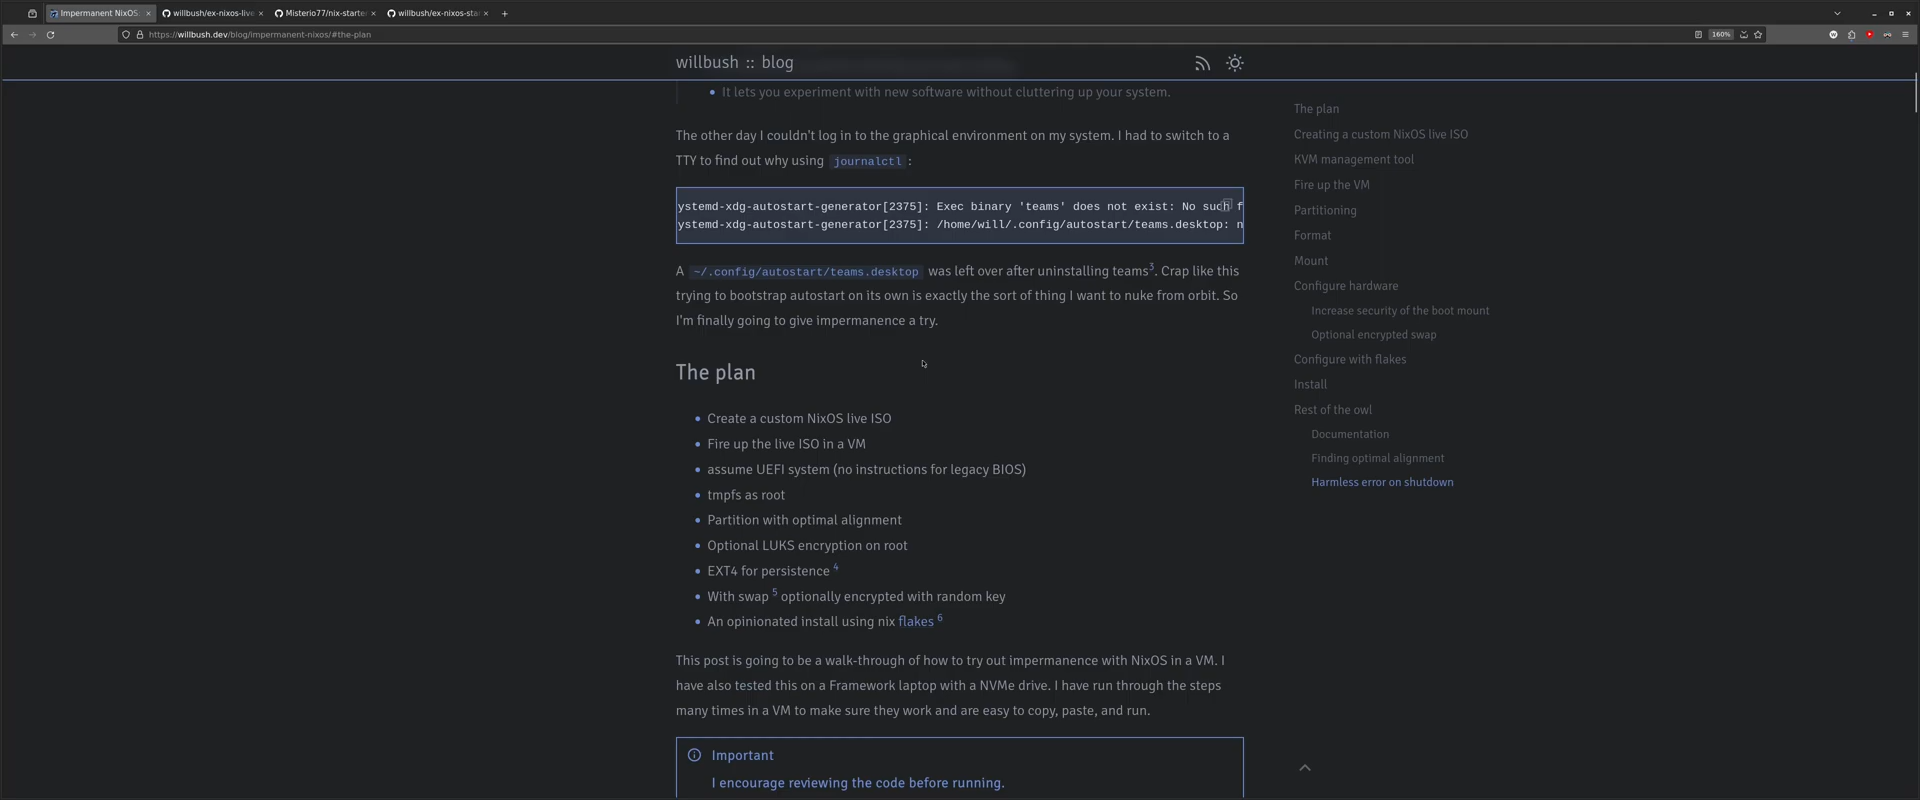 Impermanent NixOS:
willbush/ex-nixos-live
Misterio77/nix-starter
willbush/ex-nixos-star
https://willbush.dev/blog/impermanent-nixos/#the-plan
160%
willbush :: blog
It lets you experiment with new software without cluttering up your system.
The other day I couldn't log in to the graphical environment on my system. I had to switch to a
TTY to find out why using journalctl :
ystemd-xdg-autostart-generator[2375]: Exec binary 'teams' does not exist: No such f
ystemd-xdg-autostart-generator[2375]: /home/will/.config/autostart/teams.desktop: n
A ~/.config/autostart/teams.desktop was left over after uninstalling teams3. Crap like this
trying to bootstrap autostart on its own is exactly the sort of thing I want to nuke from orbit. So
I'm finally going to give impermanence a try.
The plan
Create a custom NixOS live ISO
Fire up the live ISO in a VM
assume UEFI system (no instructions for legacy BIOS)
tmpfs as root
Partition with optimal alignment
Optional LUKS encryption on root
EXT4 for persistence 4
With swap 5 optionally encrypted with random key
An opinionated install using nix flakes 6
This post is going to be a walk-through of how to try out impermanence with NixOS in a VM. I
have also tested this on a Framework laptop with a NVMe drive. I have run through the steps
many times in a VM to make sure they work and are easy to copy, paste, and run.
Important
I encourage reviewing the code before running.
The plan
Creating a custom NixOS live ISO
KVM management tool
Fire up the VM
Partitioning
Format
Mount
Configure hardware
Increase security of the boot mount
Optional encrypted swap
Configure with flakes
Install
Rest of the owl
Documentation
Finding optimal alignment
Harmless error on shutdown